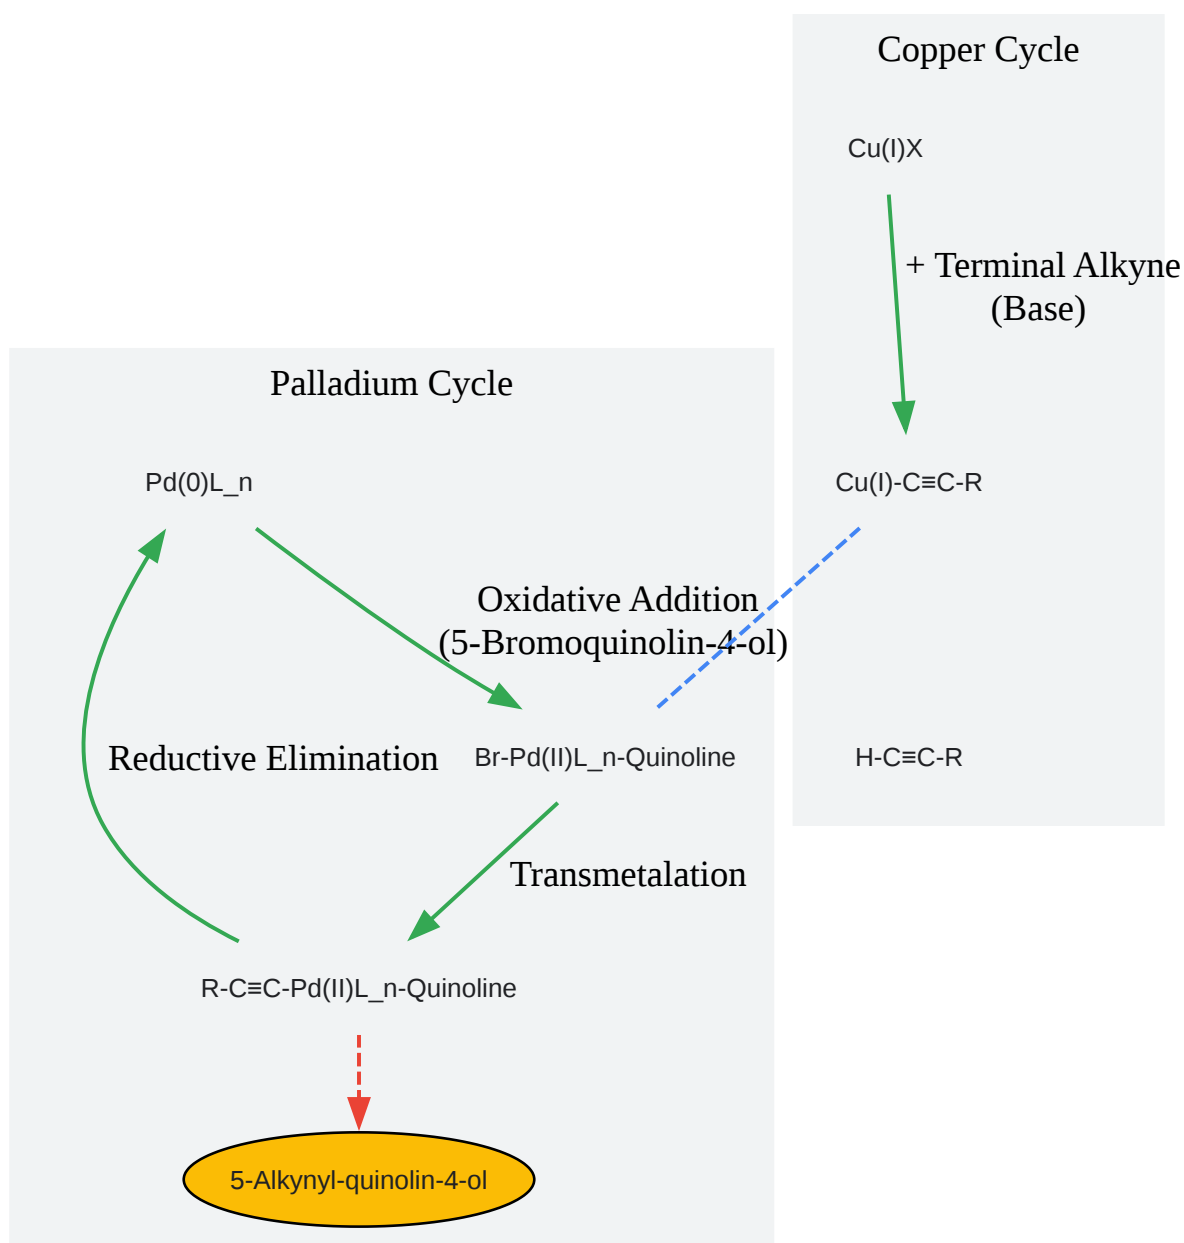 Copper Cycle
Cu(I)X
+ Terminal Alkyne
(Base)
Palladium Cycle
Pd(0)L_n
Cu(I)-C≡C-R
Oxidative Addition
(5-Bromoquinolin-4-ol)
Reductive Elimination
Br-Pd(II)L_n-Quinoline
H-C≡C-R
Transmetalation
R-C≡C-Pd(II)L_n-Quinoline
5-Alkynyl-quinolin-4-ol